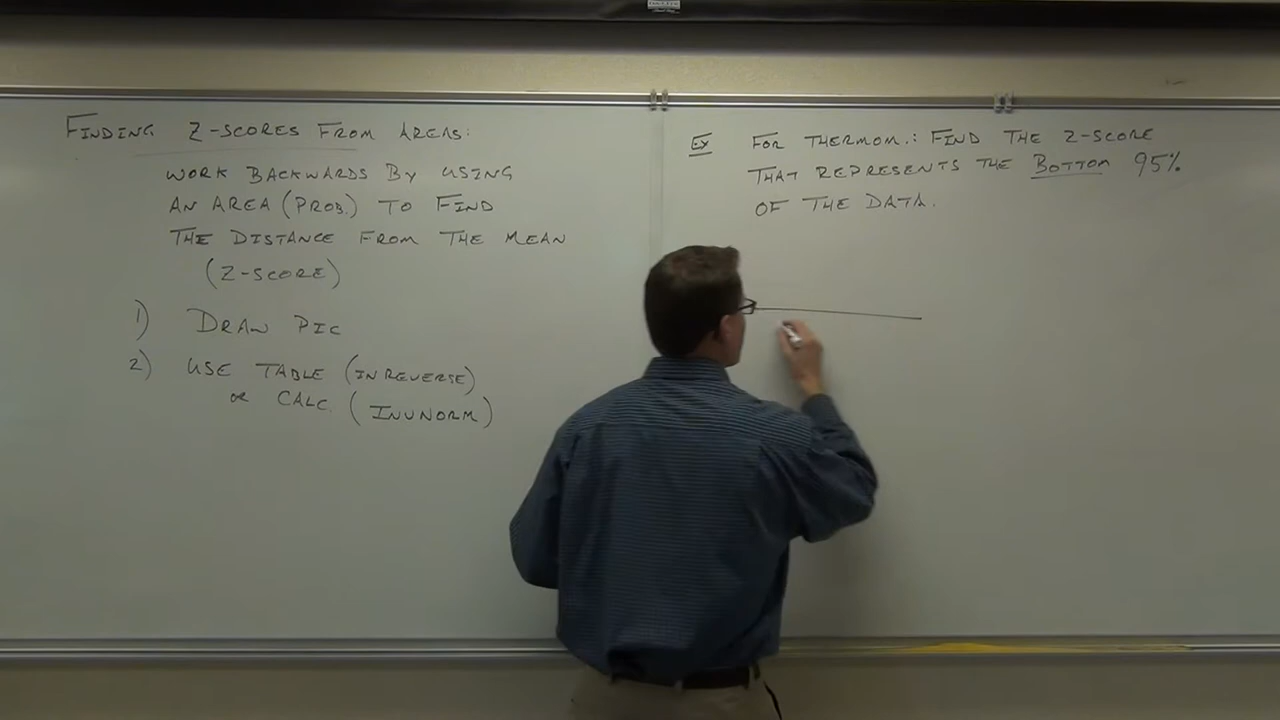 FINDING Z-SCORES FROM AREAS:
WORK BACKWARDS BY USING
AN AREA (PROB.) TO FIND
THE DISTANCE FROM THE MEAN
(Z-SCORE)
1) DRAW PIC
2) USE TABLE (IN REVERSE)
OR CALC. (INVNORM)
EX FOR THERMOM.: FIND THE Z-SCORE
THAT REPRESENTS THE BOTTOM 95%
OF THE DATA.